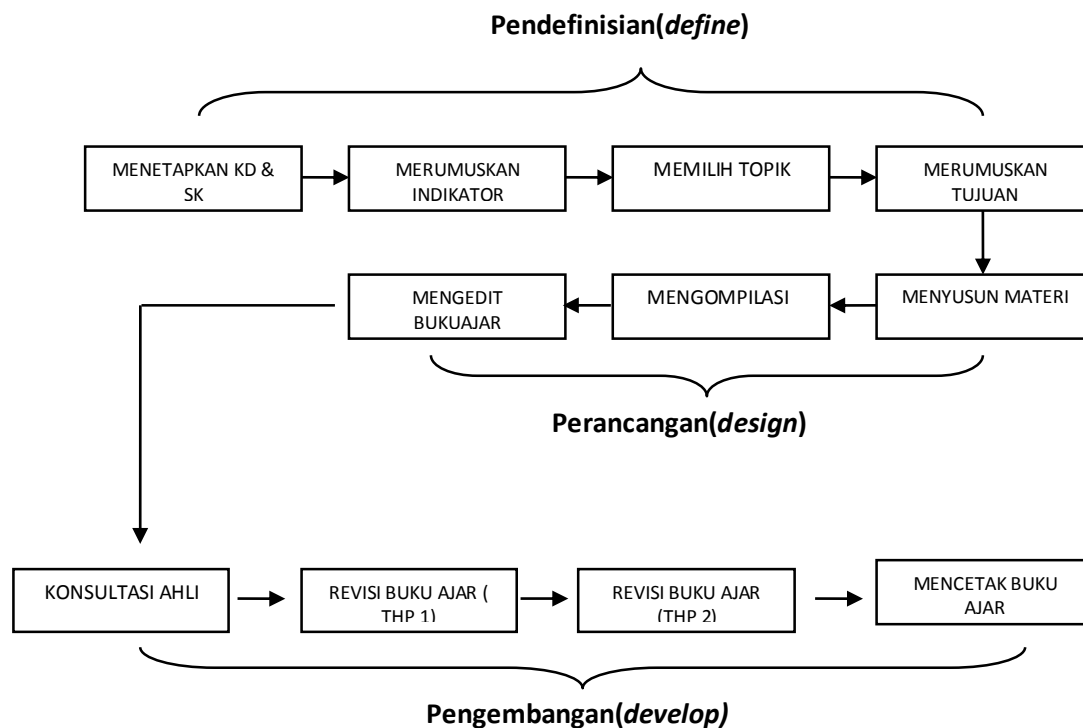 Pendefinisian(define)
MENETAPKAN KD &
SK
MERUMUSKAN
INDIKATOR
MEMILIH TOPIK
MERUMUSKAN
TUJUAN
MENGEDIT
BUKUAJAR
MENGOMPILASI
MENYUSUN MATERI
Perancangan(design)
KONSULTASI AHLI
REVISI BUKU AJAR (
THP 1)
REVISI BUKU AJAR
(THP 2)
MENCETAK BUKU
AJAR
Pengembangan(develop)